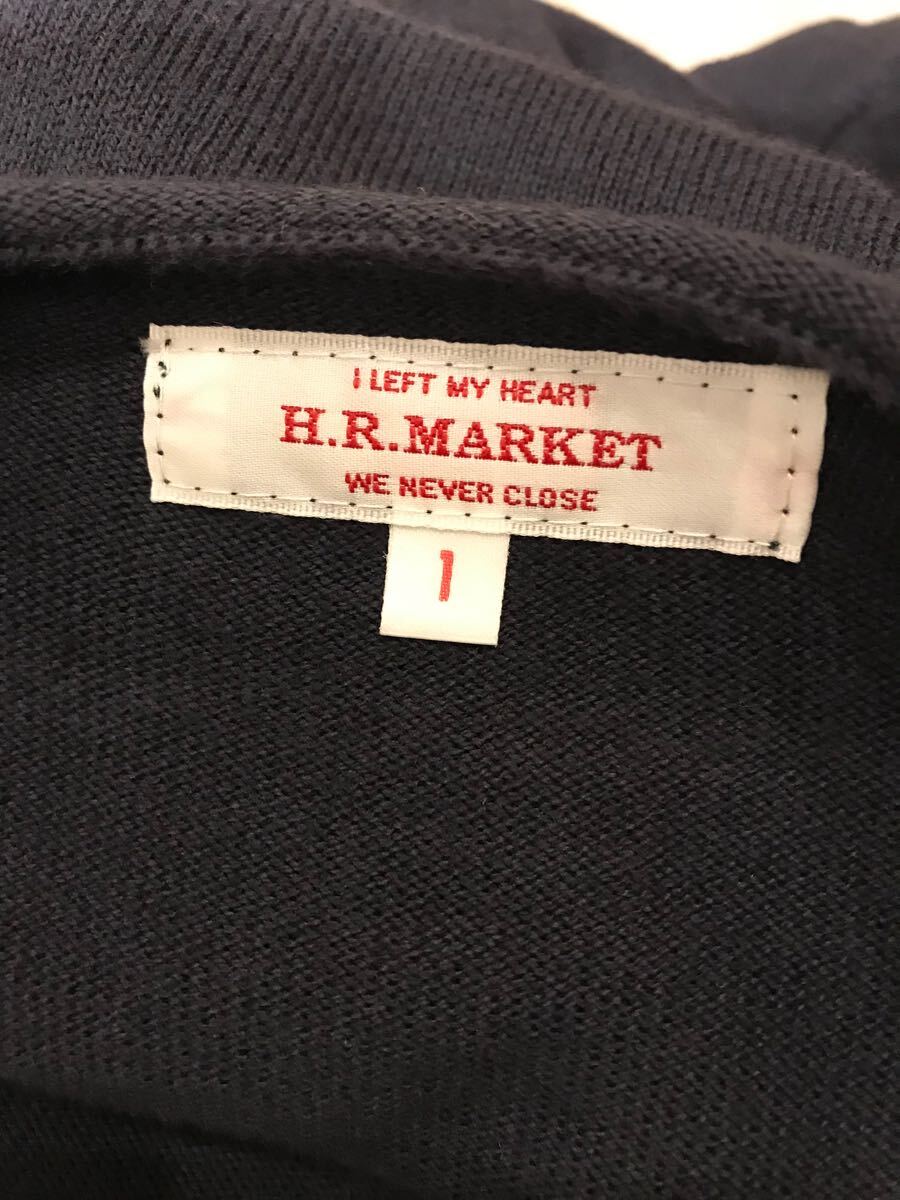 I LEFT MY HEART
H.R.MARKET
WE NEVER CLOSE
1